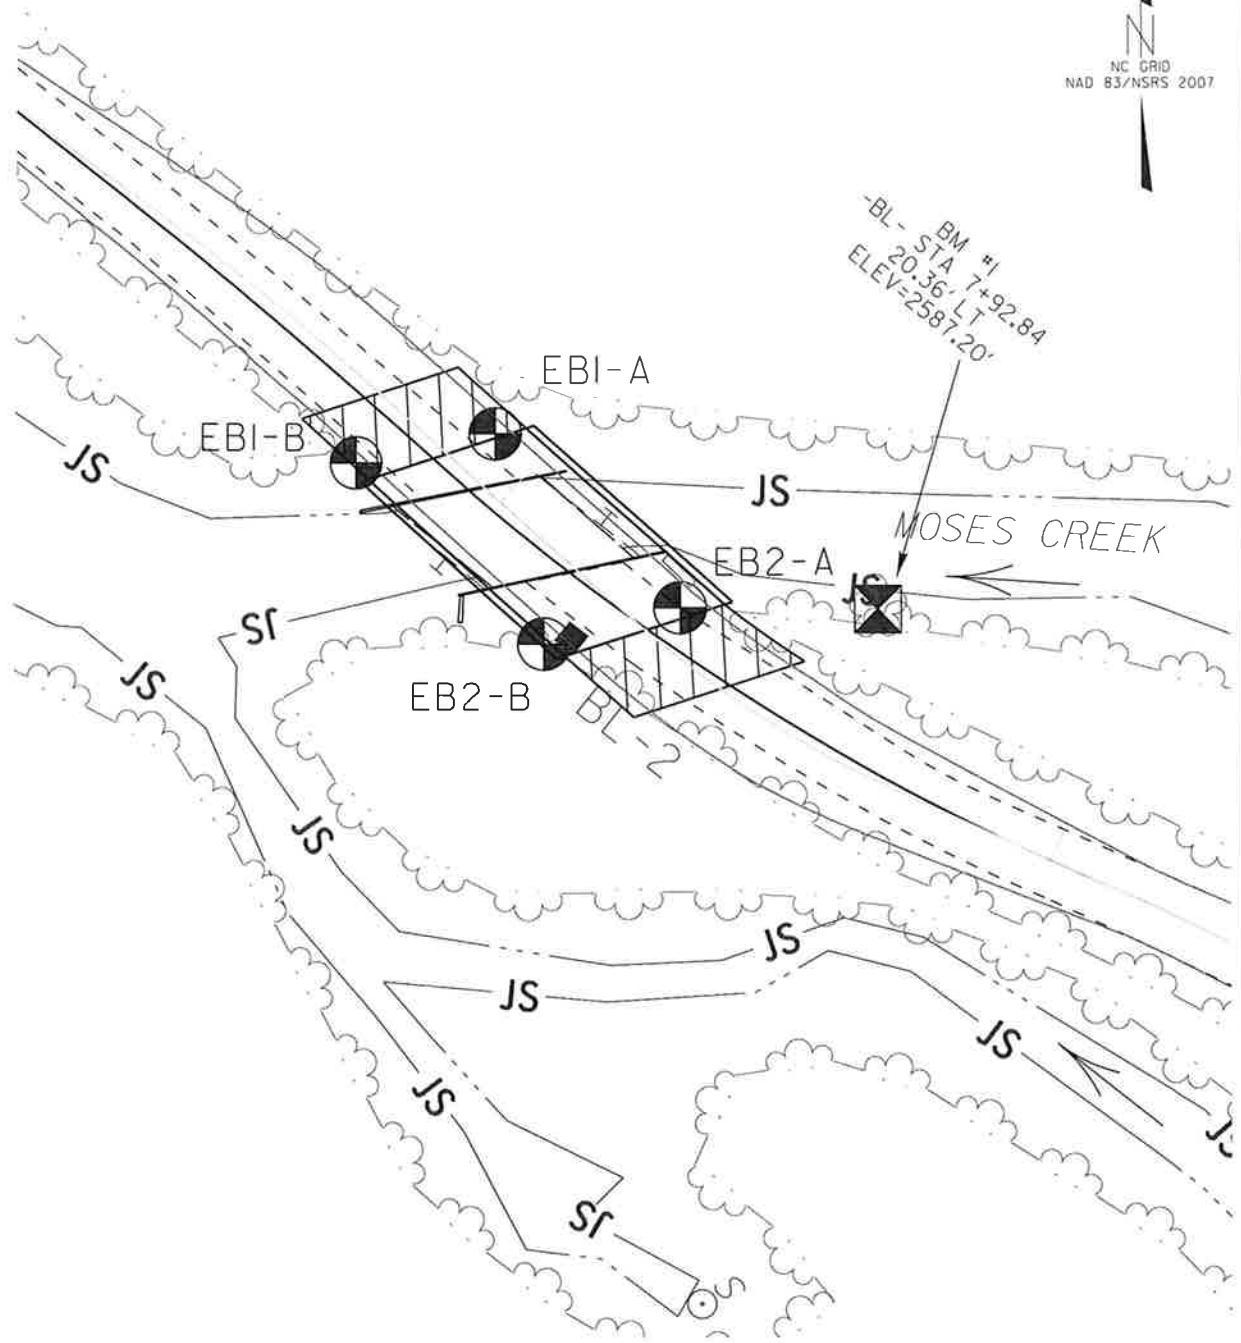 N
NC GRID
NAD 83/NSRS 2007
BM #1
-BL- STA 7+92.84
20.36' LT
ELEV=2587.20'
EB1-A
EB1-B
JS
JS
MOSES CREEK
EB2-A
JS
JS
JS
EB2-B
BL-2
JS
JS
JS
JS
JS
JS
JS
S